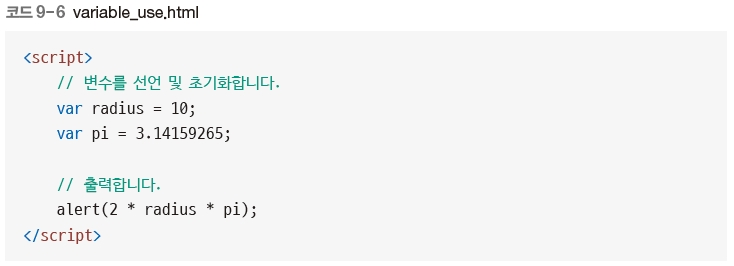 코드 9-6 variable_use.html
<script>
// 변수를 선언 및 초기화합니다.
var radius = 10;
var pi = 3.14159265;
// 출력합니다.
alert(2 * radius * pi);
</script>